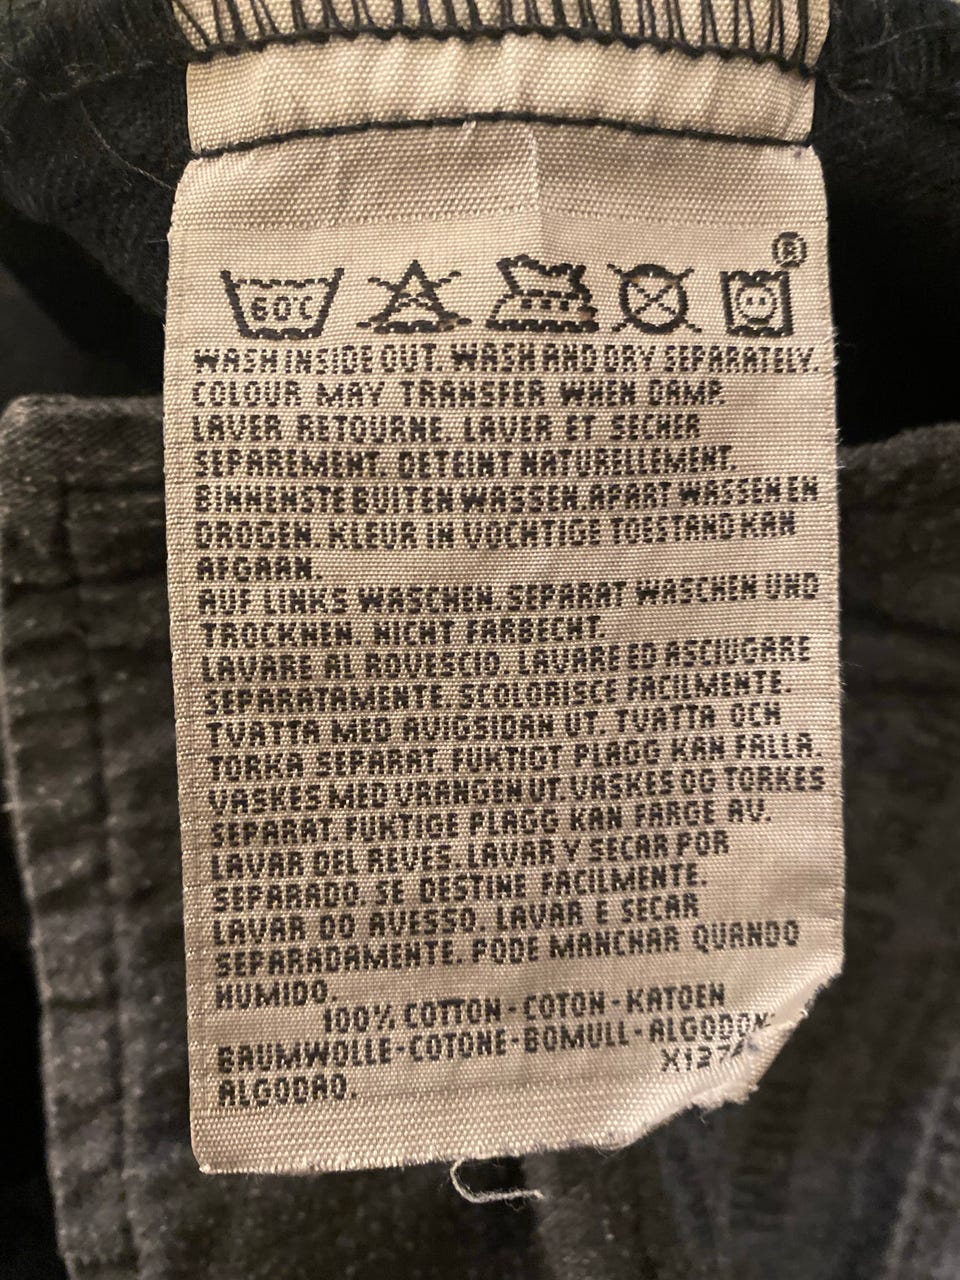 ®
60C
WASH INSIDE OUT. WASH AND DRY SEPARATELY.
COLOUR MAY TRANSFER WHEN DAMP.
LAVER RETOURNE. LAVER ET SECHER
SEPAREMENT. DETEINT NATURELLEMENT.
BINNENSTEBUITEN WASSEN. APART WASSEN EN
DROGEN. KLEUR IN VOCHTIGE TOESTAND KAN
AFGAAN.
AUF LINKS WASCHEN. SEPARAT WASCHEN UND
TROCKNEN. NICHT FARBECHT.
LAVARE AL ROVESCIO. LAVARE ED ASCIUGARE
SEPARATAMENTE. SCOLORISCE FACILMENTE.
TVATTA MED AVIGSIDAN UT. TVATTA OCH
TORKA SEPARAT. FUKTIGT PLAGG KAN FALLA.
VASKES MED VRANGEN UT. VASKES OG TORKES
SEPARAT. FUKTIGE PLAGG KAN FARGE AV.
LAVAR DEL REVES. LAVAR Y SECAR POR
SEPARADO. SE DESTINE FACILMENTE.
LAVAR DO AVESSO. LAVAR E SECAR
SEPARADAMENTE. PODE MANCHAR QUANDO
HUMIDO.
100% COTTON - COTON - KATOEN
BAUMWOLLE - COTONE - BOMULL - ALGODON-
ALGODAO.